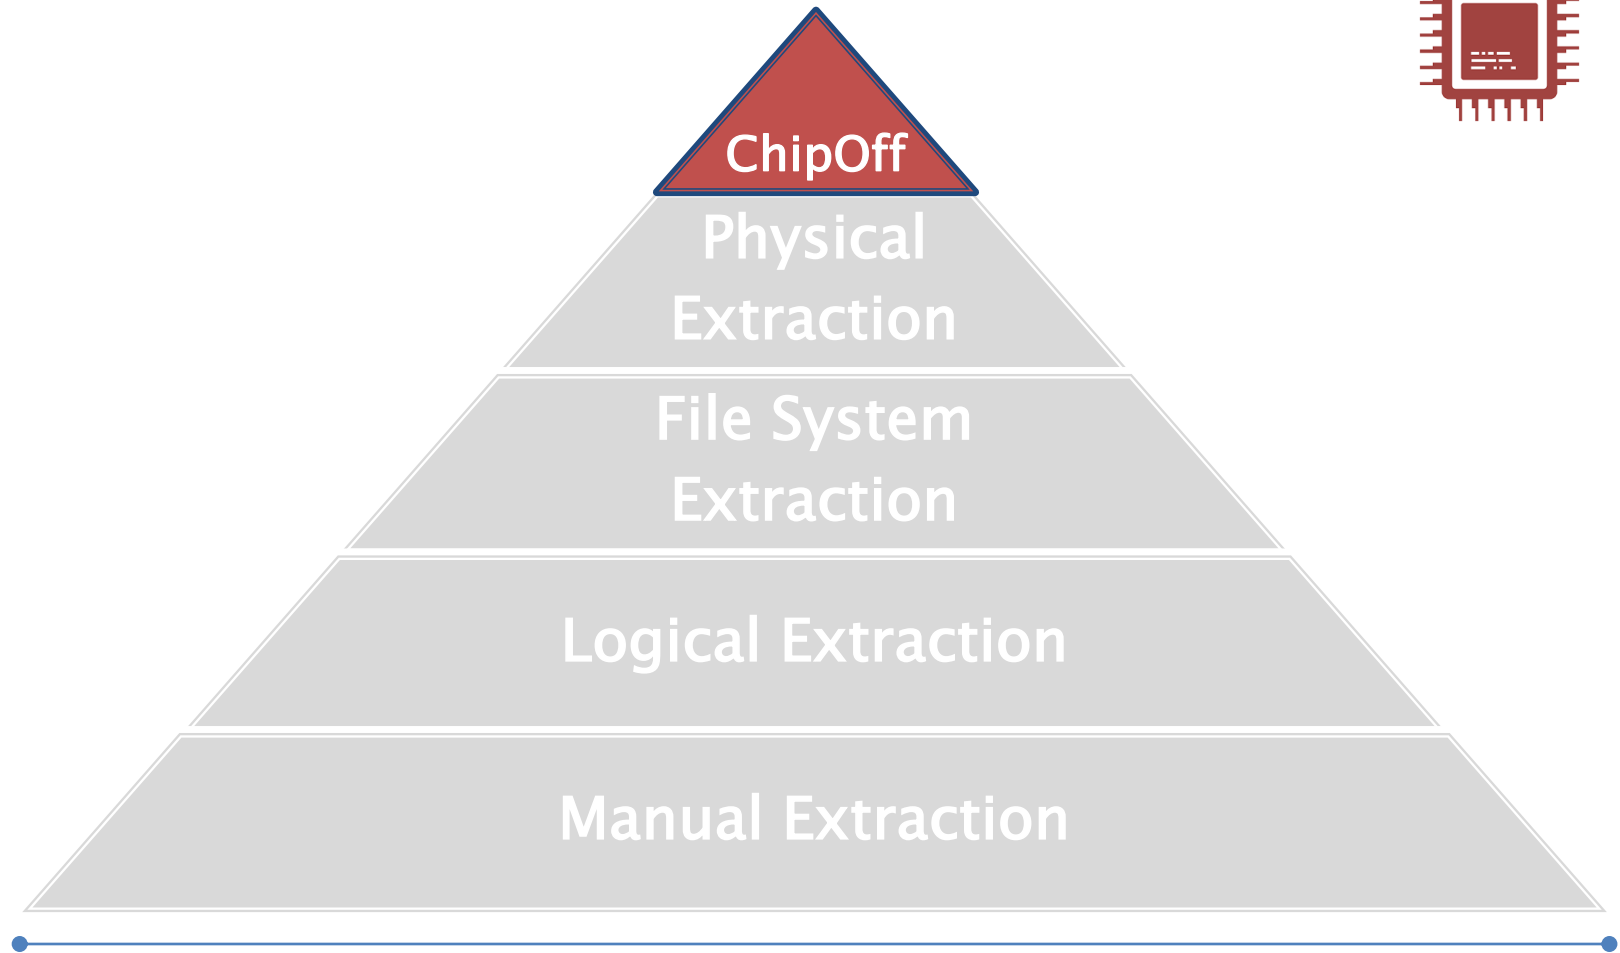 ChipOff
Physical
Extraction
File System
Extraction
Logical Extraction
Manual Extraction